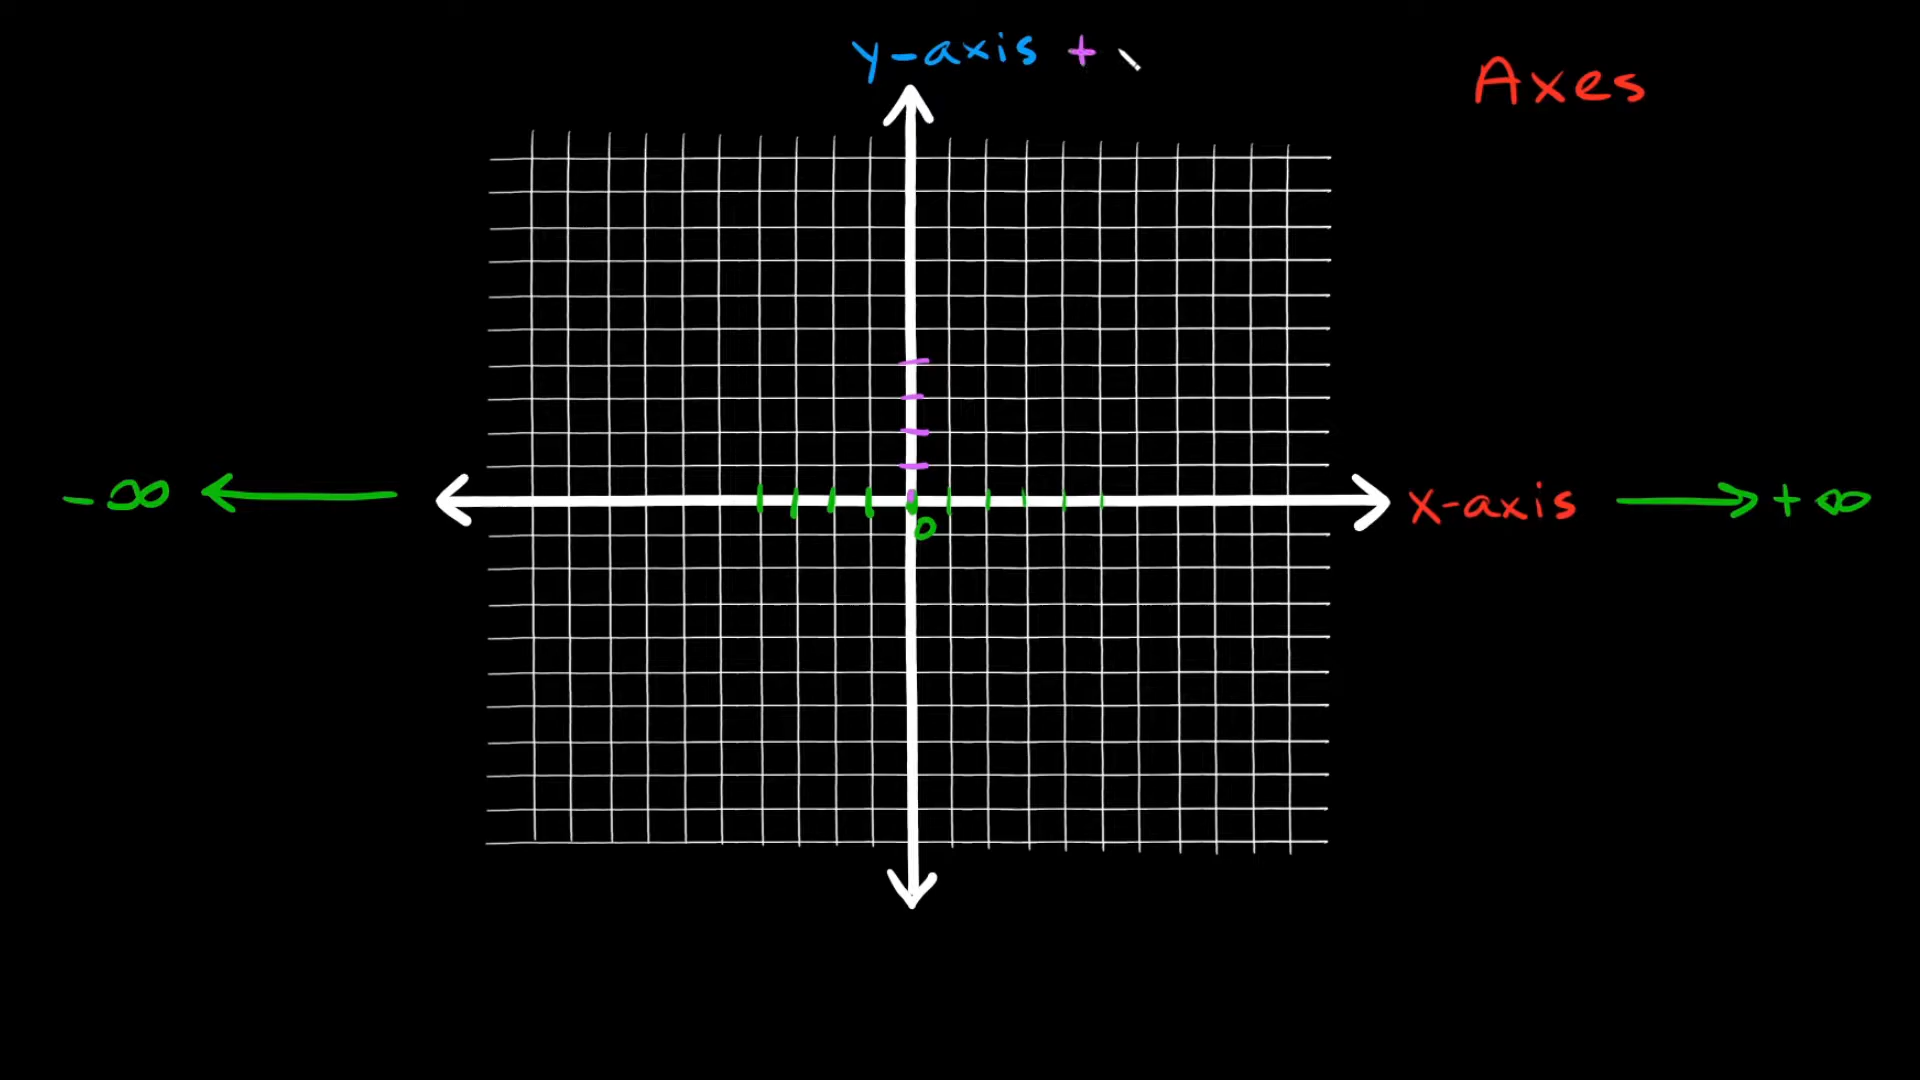 y-axis +
Axes
-∞ x-axis +∞
0